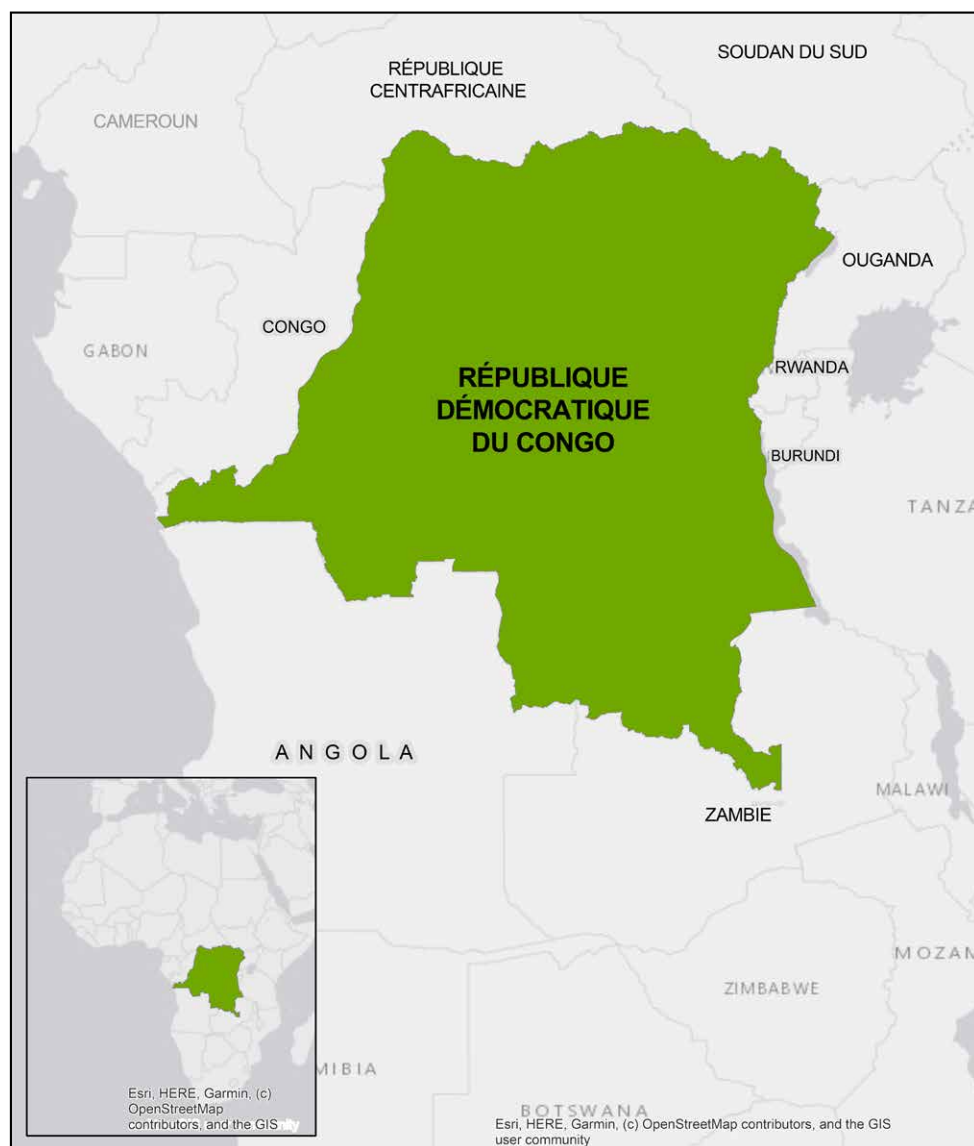 SOUDAN DU SUD
RÉPUBLIQUE
CENTRAFRICAINE
CAMEROUN
OUGANDA
CONGO
GABON
RWANDA
RÉPUBLIQUE
DÉMOCRATIQUE
DU CONGO
BURUNDI
TANZA
ANGOLA
MALAWI
ZAMBIE
MOZAM
ZIMBABWE
MIBIA
BOTSWANA
Esri, HERE, Garmin, (c)
OpenStreetMap
contributors, and the GIS
Esri, HERE, Garmin, (c) OpenStreetMap contributors, and the GIS
user community